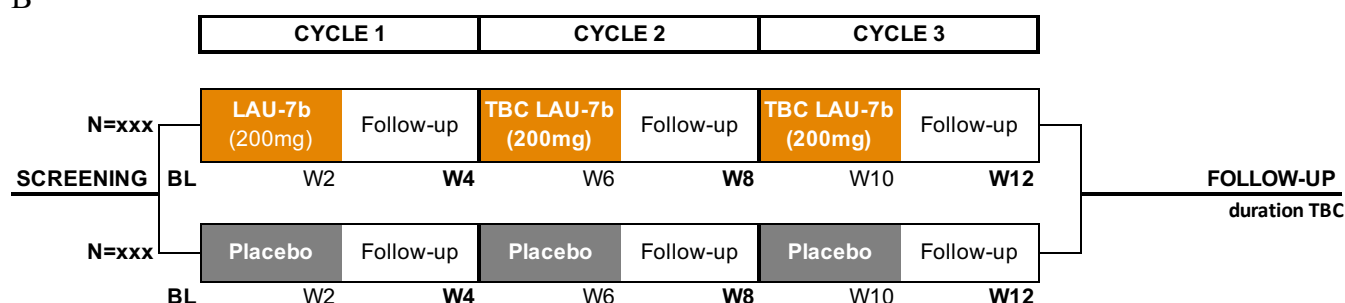 B
CYCLE 1 CYCLE 2 CYCLE 3
N=xxx
LAU-7b (200mg) Follow-up TBC LAU-7b (200mg) Follow-up TBC LAU-7b (200mg) Follow-up
SCREENING BL W2 W4 W6 W8 W10 W12 FOLLOW-UP
duration TBC
N=xxx Placebo Follow-up Placebo Follow-up Placebo Follow-up
BL W2 W4 W6 W8 W10 W12